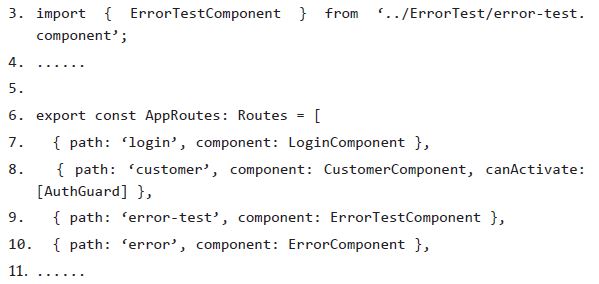 3. import { ErrorTestComponent } from ‘../ErrorTest/error-test.
component’;
4. ......
5.
6. export const AppRoutes: Routes = [
7. { path: ‘login’, component: LoginComponent },
8. { path: ‘customer’, component: CustomerComponent, canActivate:
[AuthGuard] },
9. { path: ‘error-test’, component: ErrorTestComponent },
10. { path: ‘error’, component: ErrorComponent },
11. ......